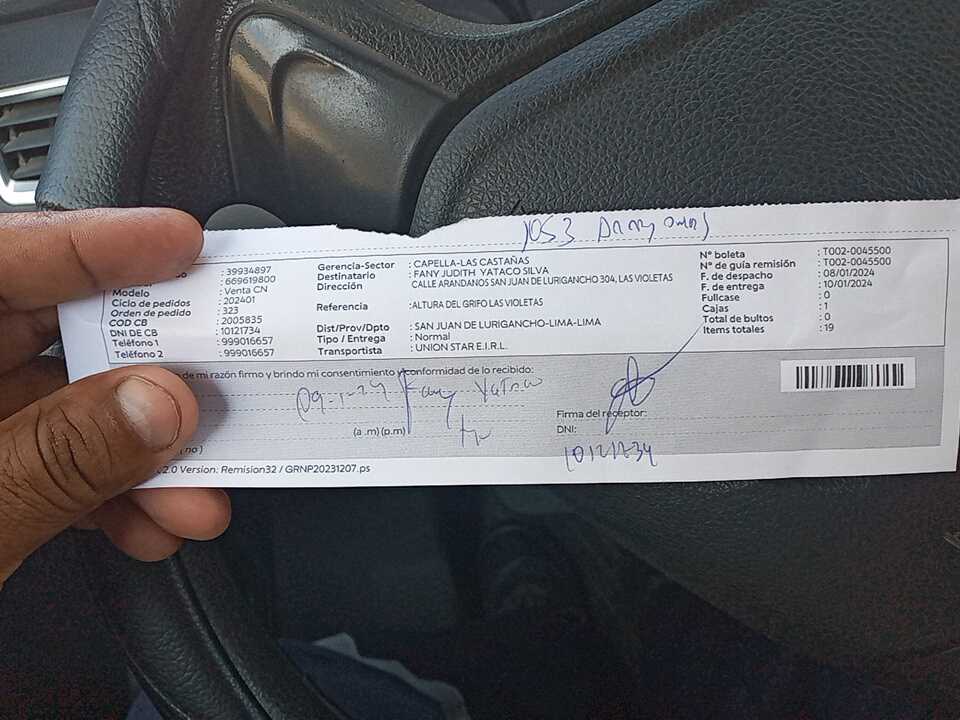 1053 Danny
: 39934897
: 669619800
Modelo : Venta CN
Ciclo de pedidos : 202401
Orden de pedido : 323
COD CB : 2005835
DNI DE CB : 10121734
Teléfono 1 : 999016657
Teléfono 2 : 999016657
Gerencia-Sector : CAPELLA-LAS CASTAÑAS
Destinatario : FANY JUDITH YATACO SILVA
Dirección CALLE ARANDANOS SAN JUAN DE LURIGANCHO 304, LAS VIOLETAS
Referencia :ALTURA DEL GRIFO LAS VIOLETAS
Dist/Prov/Dpto : SAN JUAN DE LURIGANCHO-LIMA-LIMA
Tipo / Entrega : Normal
Transportista : UNION STAR E.I.R.L.
N° boleta : T002-0045500
N° de guía remisión : T002-0045500
F. de despacho : 08/01/2024
F. de entrega : 10/01/2024
Fullcase : 0
Cajas : 1
Total de bultos : 0
Items totales : 19
de mi razón firmo y brindo mi consentimiento y conformidad de lo recibido:
09-1-24 Fany Yataco
(a .m) (p.m)
Firma del receptor:
DNI:
10121734
( no )
2.0 Version: Remision32 / GRNP20231207.ps